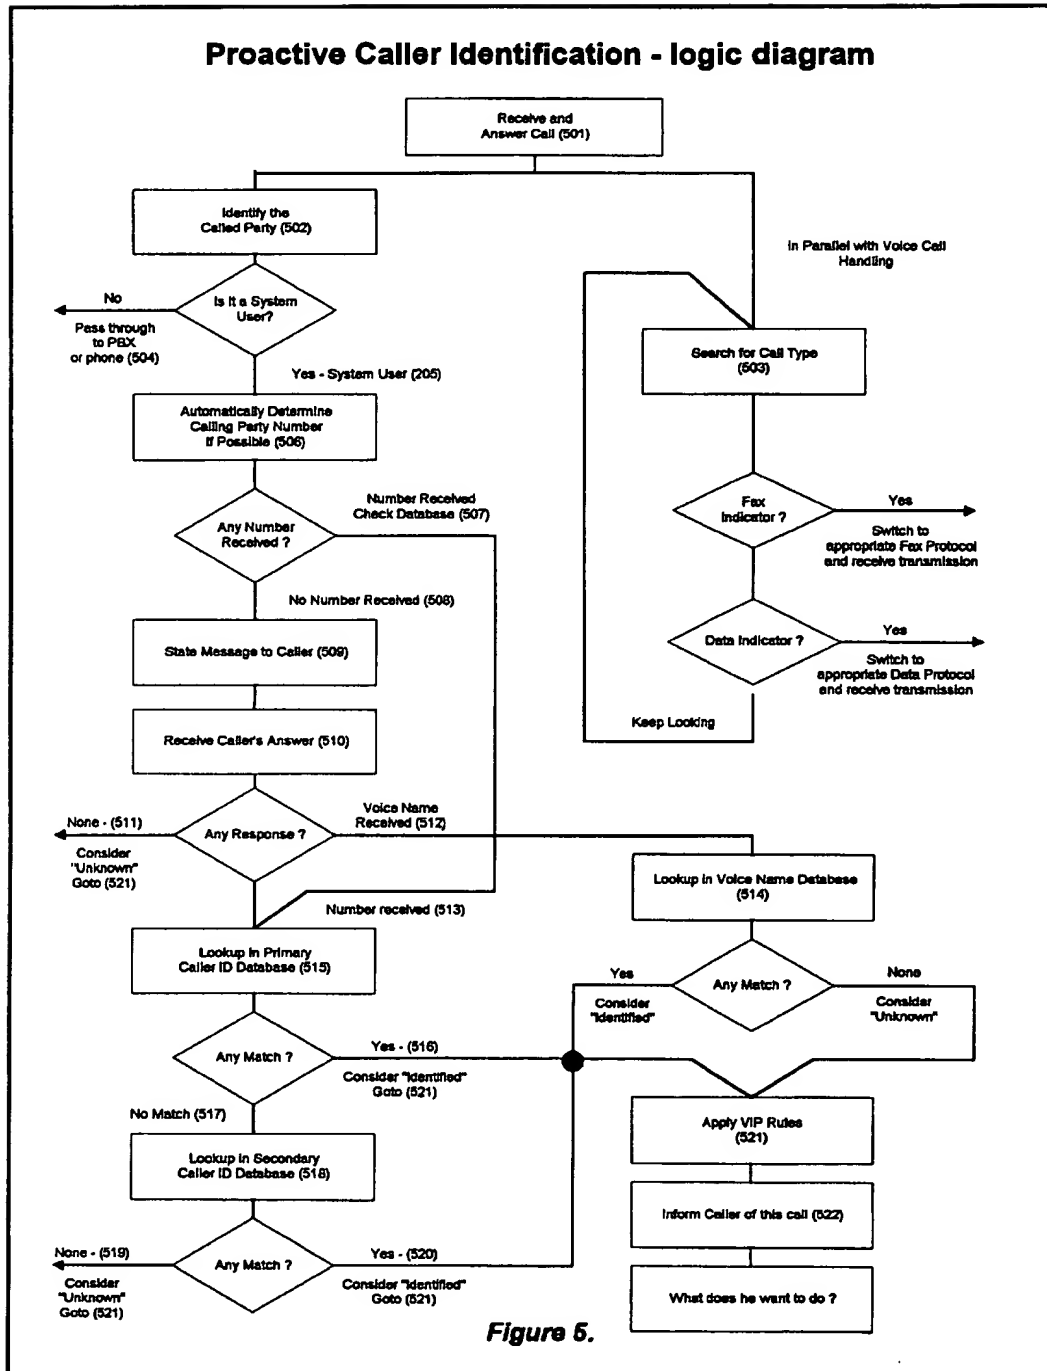 Proactive Caller Identification - logic diagram
Receive and
Answer Call (501)
Identify the
Called Party (502)
In Parallel with Voice Call
Handling
Is it a System
User?
No
Pass through
to PBX
or phone (504)
Search for Call Type
(503)
Yes - System User (205)
Automatically Determine
Calling Party Number
If Possible (506)
Number Received
Check Database (507)
Any Number
Received ?
Fax
Indicator ?
Yes
Switch to
appropriate Fax Protocol
and receive transmission
No Number Received (508)
State Message to Caller (509)
Data Indicator ?
Yes
Switch to
appropriate Data Protocol
and receive transmission
Receive Caller's Answer (510)
Keep Looking
None - (511)
Consider
"Unknown"
Goto (521)
Any Response ?
Voice Name
Received (512)
Lookup in Voice Name Database
(514)
Number received (513)
Lookup in Primary
Caller ID Database (515)
Yes
Consider
"Identified"
Any Match ?
None
Consider
"Unknown"
Any Match ?
Yes - (516)
Consider "Identified"
Goto (521)
No Match (517)
Apply VIP Rules
(521)
Lookup in Secondary
Caller ID Database (518)
Inform Caller of this call (522)
None - (519)
Consider
"Unknown"
Goto (521)
Any Match ?
Yes - (520)
Consider "Identified"
Goto (521)
What does he want to do ?
Figure 5.